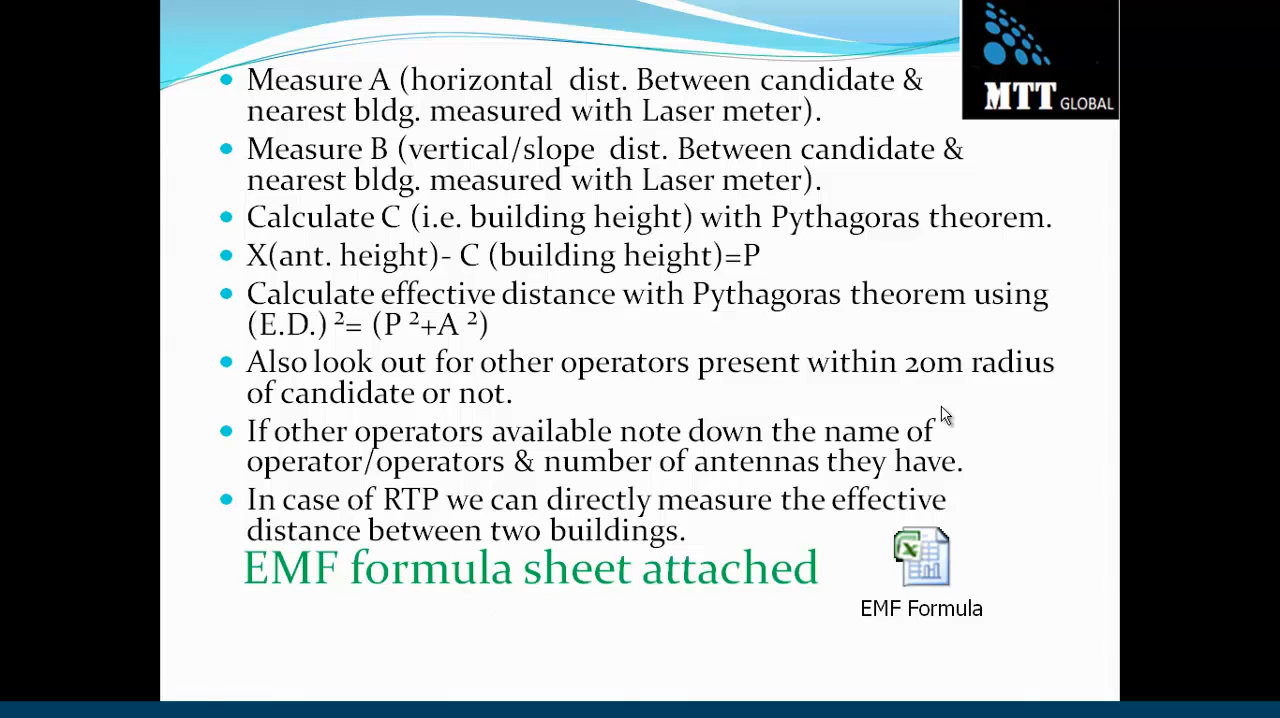 MTT GLOBAL
Measure A (horizontal dist. Between candidate &
nearest bldg. measured with Laser meter).
Measure B (vertical/slope dist. Between candidate &
nearest bldg. measured with Laser meter).
Calculate C (i.e. building height) with Pythagoras theorem.
X(ant. height)- C (building height)=P
Calculate effective distance with Pythagoras theorem using
(E.D.) ²= (P ²+A ²)
Also look out for other operators present within 20m radius
of candidate or not.
If other operators available note down the name of
operator/operators & number of antennas they have.
In case of RTP we can directly measure the effective
distance between two buildings.
EMF formula sheet attached
EMF Formula